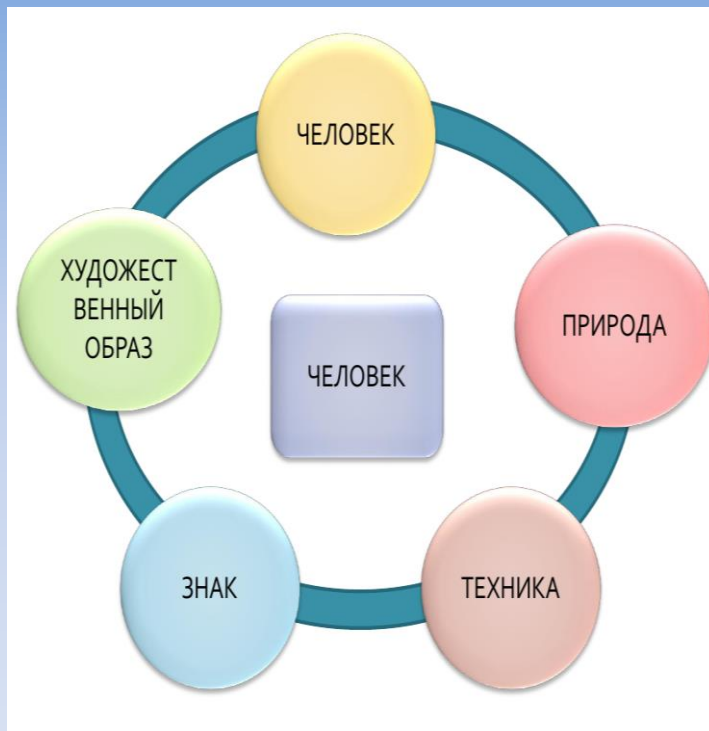 ЧЕЛОВЕК
ХУДОЖЕСТ
ВЕННЫЙ
ОБРАЗ
ПРИРОДА
ЧЕЛОВЕК
ЗНАК
ТЕХНИКА